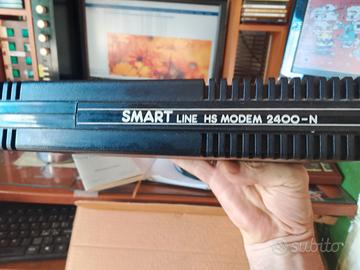 SMART LINE HS MODEM 2400-N
subito